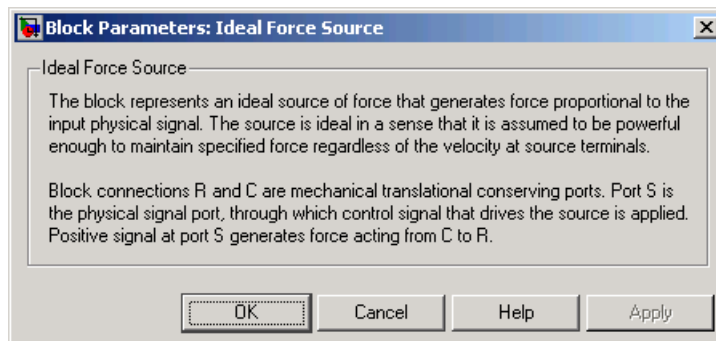 Block Parameters: Ideal Force Source
Ideal Force Source
The block represents an ideal source of force that generates force proportional to the
input physical signal. The source is ideal in a sense that it is assumed to be powerful
enough to maintain specified force regardless of the velocity at source terminals.
Block connections R and C are mechanical translational conserving ports. Port S is
the physical signal port, through which control signal that drives the source is applied.
Positive signal at port S generates force acting from C to R.
OK Cancel Help Apply